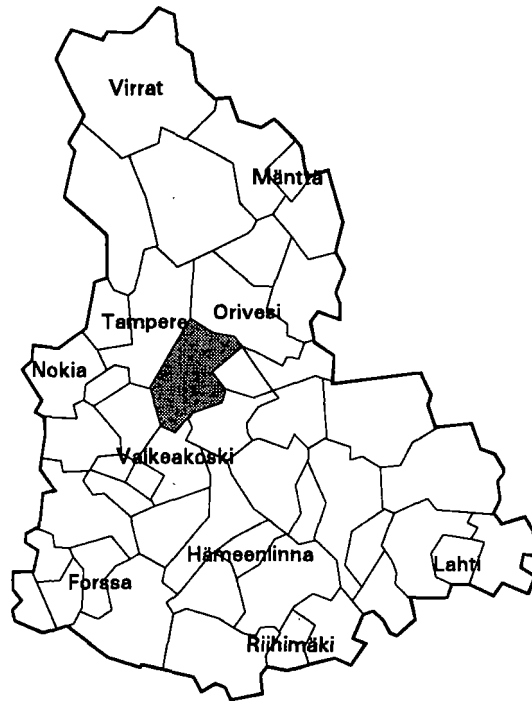 Virrat
Mänttä
Orivesi
Tampere
Nokia
Valkeakoski
Hämeenlinna
Lahti
Forssa
Riihimäki